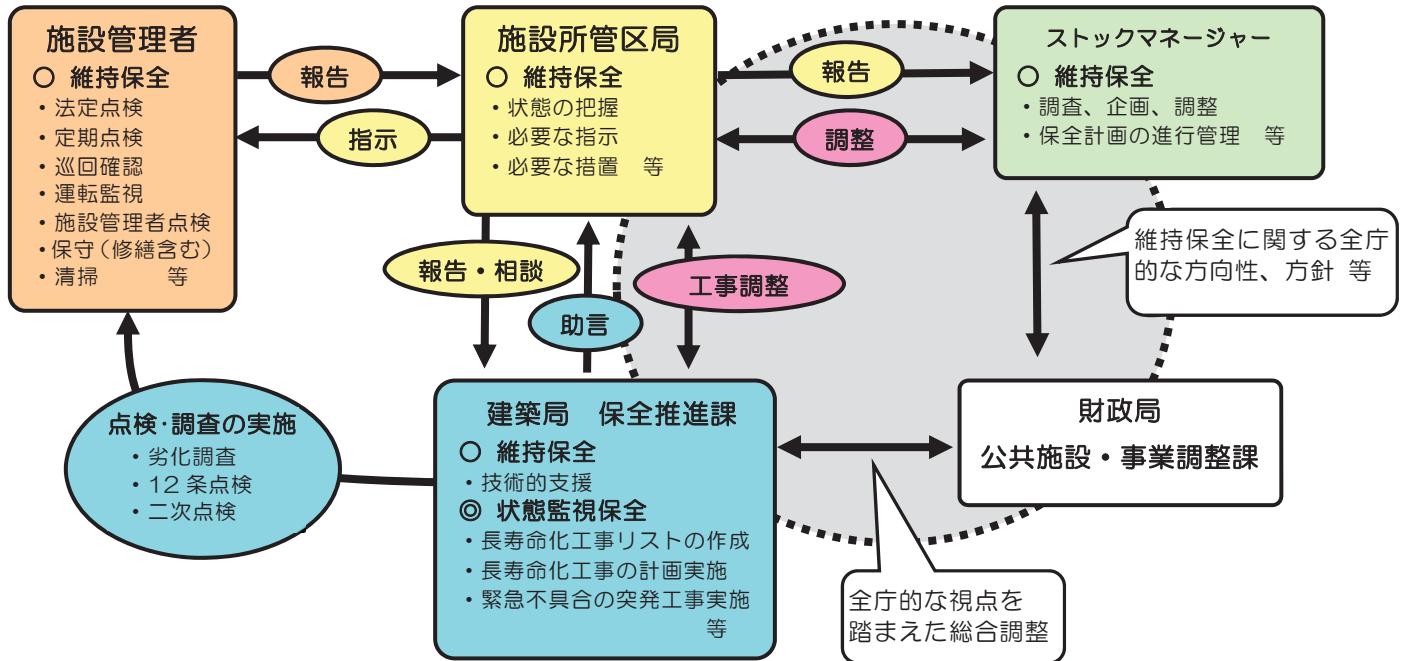 施設管理者
○ 維持保全
・法定点検
・定期点検
・巡回確認
・運転監視
・施設管理者点検
・保守（修繕含む）
・清掃　　等
報告
指示
施設所管区局
○ 維持保全
・状態の把握
・必要な指示
・必要な措置　等
報告
調整
ストックマネージャー
○ 維持保全
・調査、企画、調整
・保全計画の進行管理　等
維持保全に関する全庁
的な方向性、方針 等
報告・相談
助言
工事調整
点検・調査の実施
・劣化調査
・12 条点検
・二次点検
建築局　保全推進課
○ 維持保全
・技術的支援
◎ 状態監視保全
・長寿命化工事リストの作成
・長寿命化工事の計画実施
・緊急不具合の突発工事実施
等
財政局
公共施設・事業調整課
全庁的な視点を
踏まえた総合調整